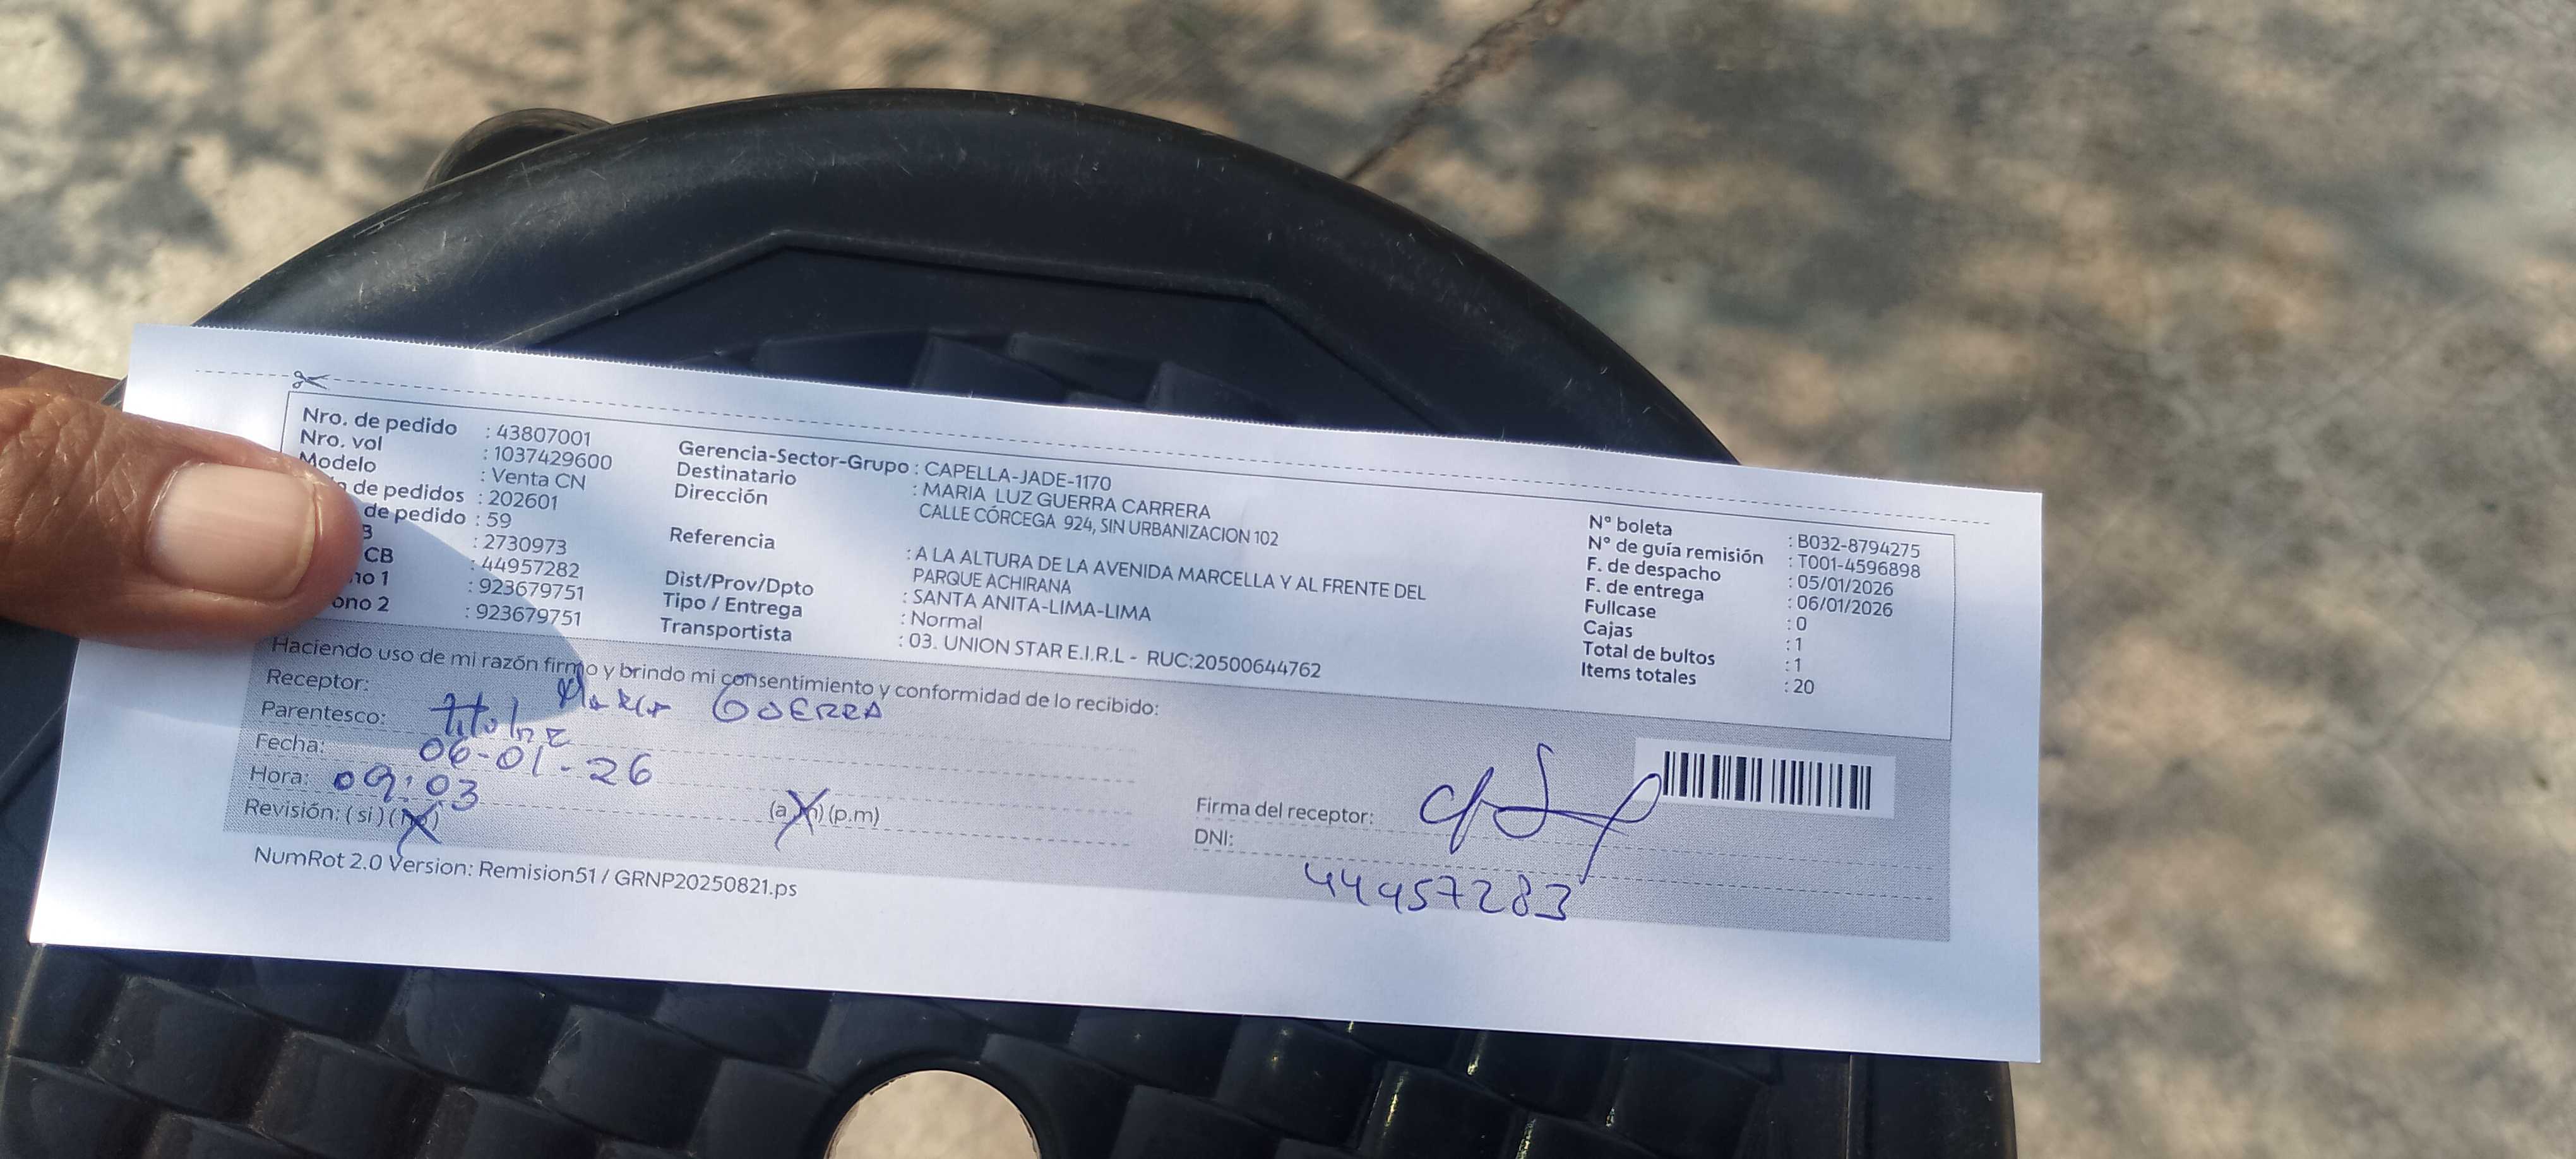 Nro. de pedido : 43807001
Nro. vol : 1037429600
Modelo : Venta CN
de pedidos : 202601
de pedido : 59
: 2730973
CB : 44957282
: 923679751
: 923679751
Gerencia-Sector-Grupo : CAPELLA-JADE-1170
Destinatario : MARIA LUZ GUERRA CARRERA
Dirección CALLE CÓRCEGA 924, SIN URBANIZACION 102
Referencia : A LA ALTURA DE LA AVENIDA MARCELLA Y AL FRENTE DEL
PARQUE ACHIRANA
Dist/Prov/Dpto : SANTA ANITA-LIMA-LIMA
Tipo / Entrega : Normal
Transportista : 03. UNION STAR E.I.R.L - RUC:20500644762
N° boleta : B032-8794275
N° de guía remisión : T001-4596898
F. de despacho : 05/01/2026
F. de entrega : 06/01/2026
Fullcase : 0
Cajas : 1
Total de bultos : 1
Items totales : 20
Haciendo uso de mi razón firmo y brindo mi consentimiento y conformidad de lo recibido:
Receptor: Maria GUERRA
Parentesco: titular
Fecha: 06-01-26
Hora: 09:03 (a.m) (p.m)
Revisión: ( si ) ( no )
Firma del receptor:
DNI: 44957283
NumRot 2.0 Version: Remision51 / GRNP20250821.ps